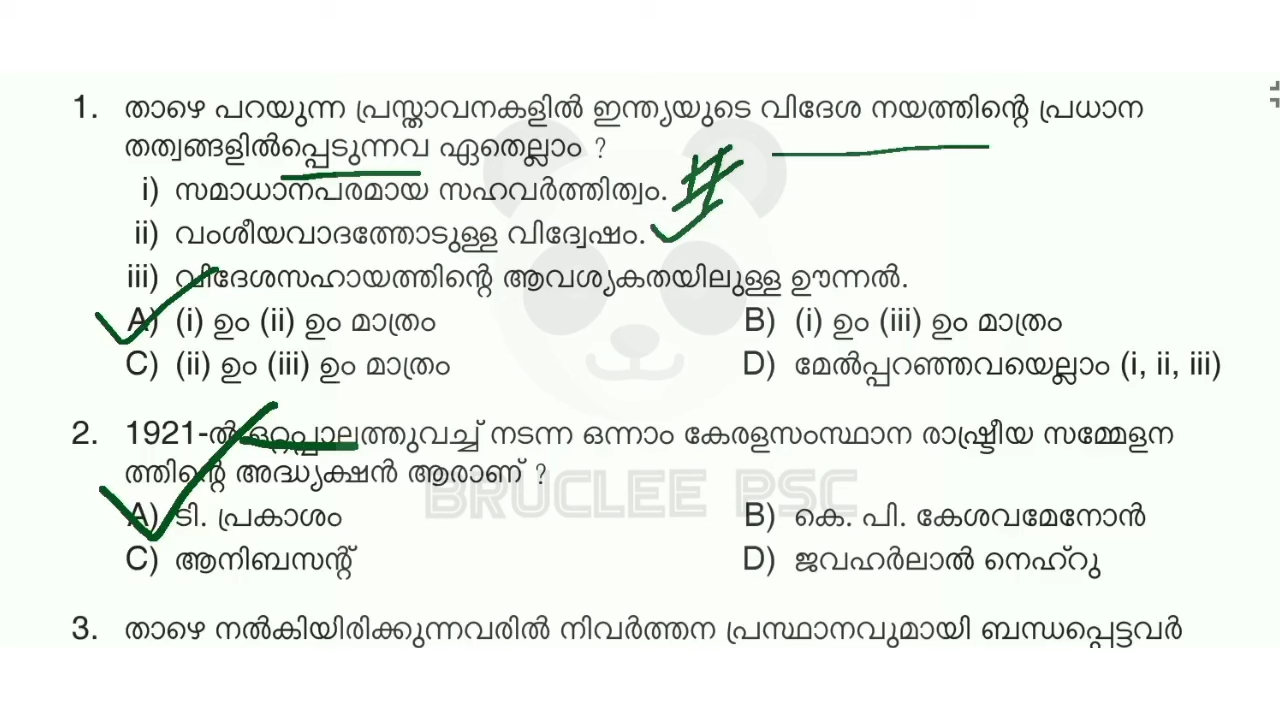 1. താഴെ പറയുന്ന പ്രസ്താവനകളിൽ ഇന്ത്യയുടെ വിദേശ നയത്തിന്റെ പ്രധാന
തത്വങ്ങളിൽപ്പെടുന്നവ ഏതെല്ലാം ?
i) സമാധാനപരമായ സഹവർത്തിത്വം.
ii) വംശീയവാദത്തോടുള്ള വിദ്വേഷം.
iii) വിദേശസഹായത്തിന്റെ ആവശ്യകതയിലുള്ള ഊന്നൽ.
A) (i) ഉം (ii) ഉം മാത്രം B) (i) ഉം (iii) ഉം മാത്രം
C) (ii) ഉം (iii) ഉം മാത്രം D) മേൽപ്പറഞ്ഞവയെല്ലാം (i, ii, iii)
2. 1921-ൽ ഒറ്റപ്പാലത്തുവച്ച് നടന്ന ഒന്നാം കേരളസംസ്ഥാന രാഷ്ട്രീയ സമ്മേളന
ത്തിന്റെ അദ്ധ്യക്ഷൻ ആരാണ് ?
BRUCLEE PSC
A) ടി. പ്രകാശം B) കെ. പി. കേശവമേനോൻ
C) ആനിബസന്റ് D) ജവഹർലാൽ നെഹ്റു
3. താഴെ നൽകിയിരിക്കുന്നവരിൽ നിവർത്തന പ്രസ്ഥാനവുമായി ബന്ധപ്പെട്ടവർ